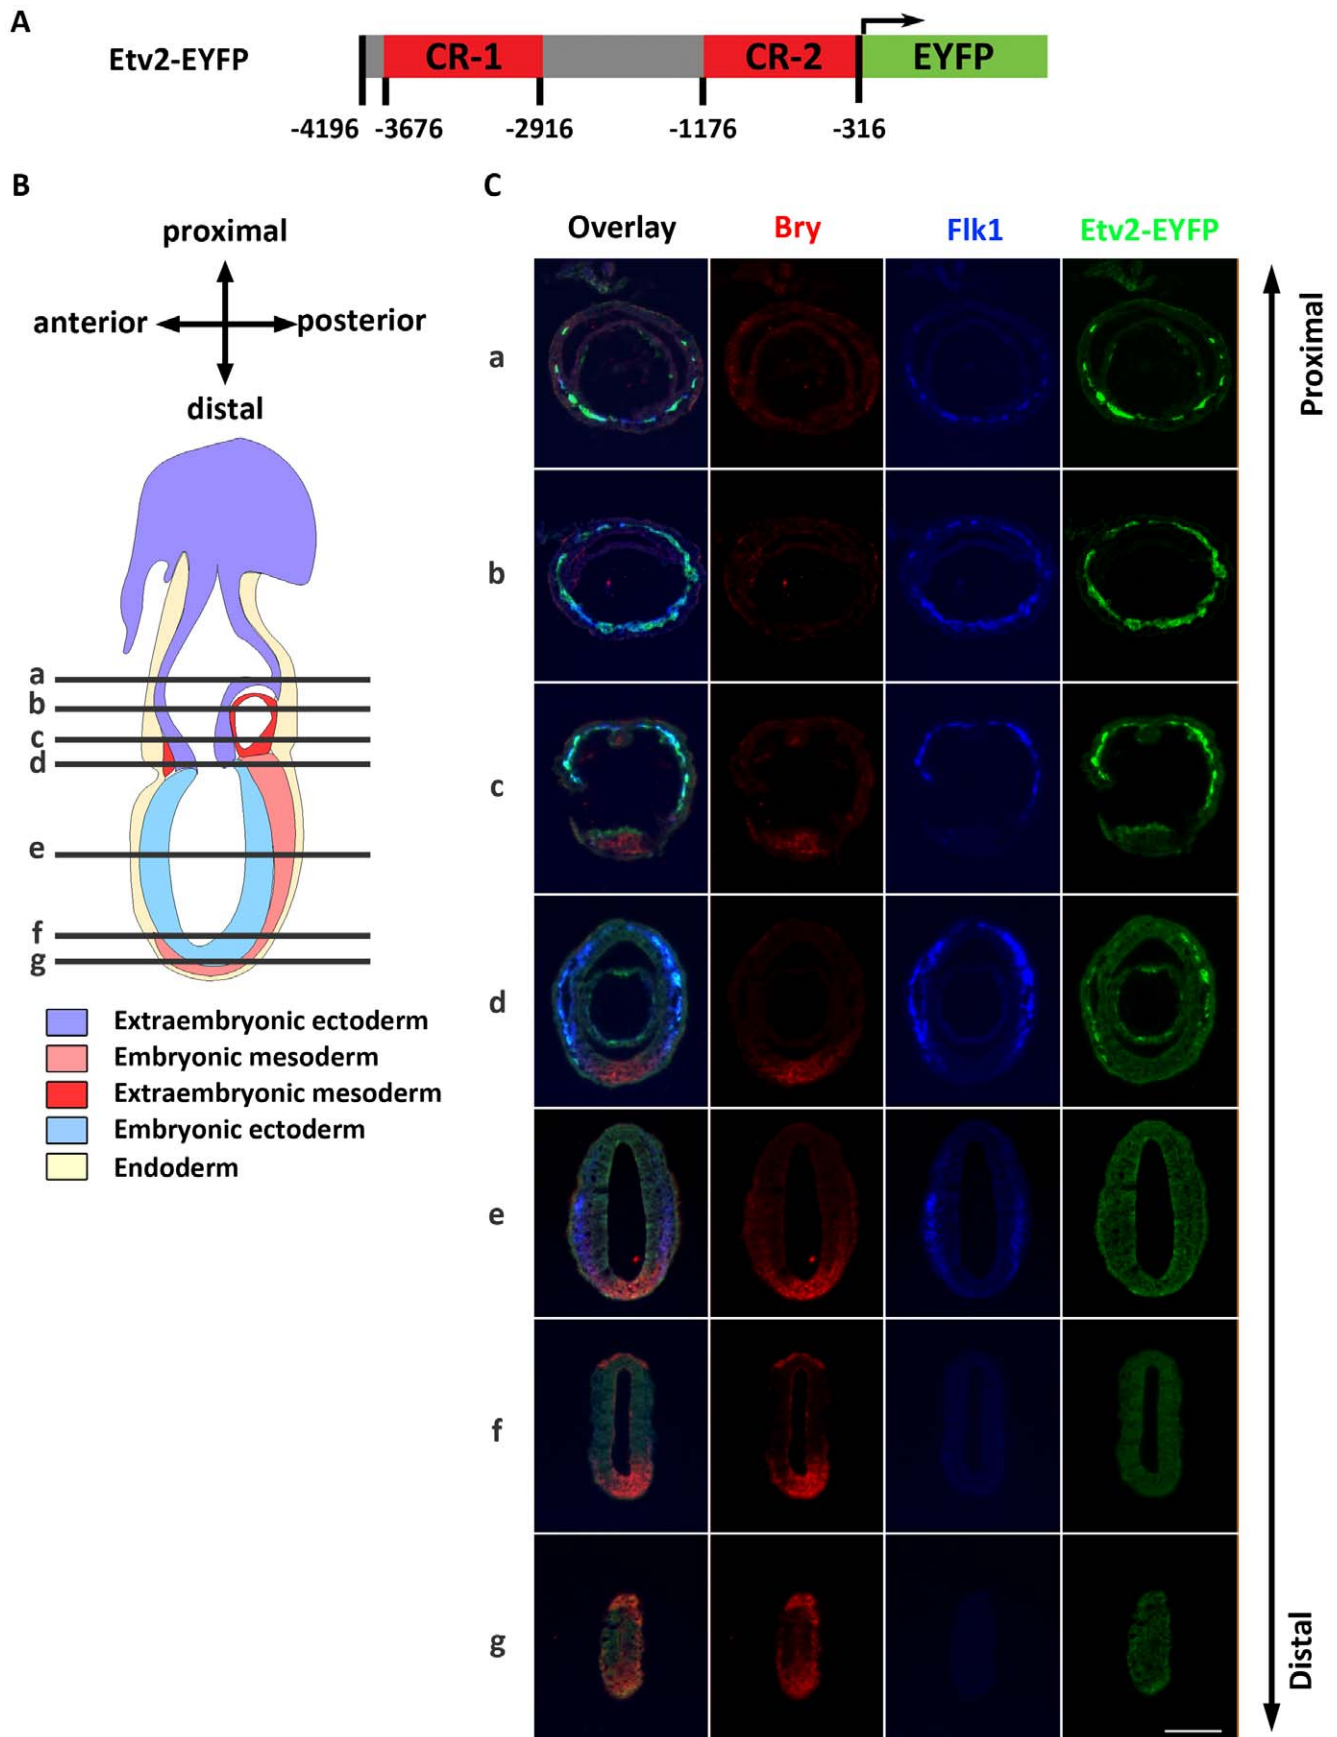 A
Etv2-EYFP
CR-1
CR-2
EYFP
-4196
-3676
-2916
-1176
-316
B
proximal
anterior
posterior
distal
a
b
c
d
e
f
g
Extraembryonic ectoderm
Embryonic mesoderm
Extraembryonic mesoderm
Embryonic ectoderm
Endoderm
C
Overlay
Bry
Flk1
Etv2-EYFP
a
b
c
d
e
f
g
Proximal
Distal